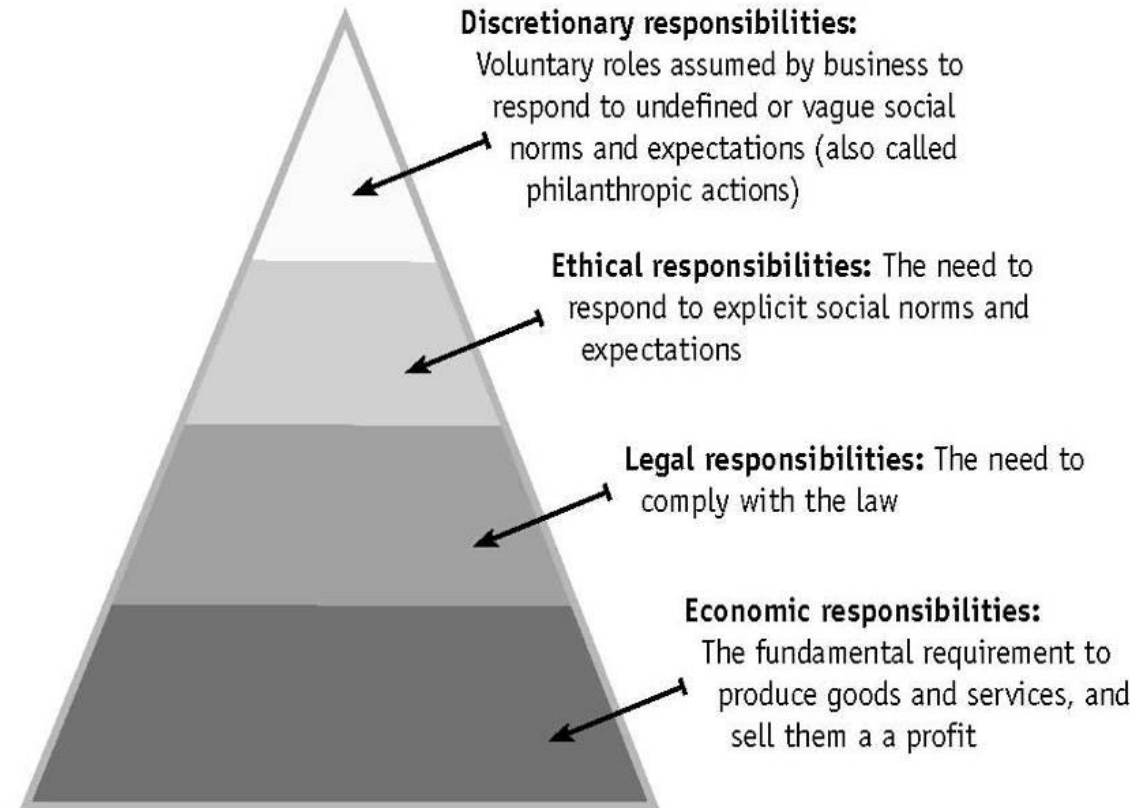 Discretionary responsibilities:
Voluntary roles assumed by business to
respond to undefined or vague social
norms and expectations (also called
philanthropic actions)
Ethical responsibilities: The need to
respond to explicit social norms and
expectations
Legal responsibilities: The need to
comply with the law
Economic responsibilities:
The fundamental requirement to
produce goods and services, and
sell them a a profit